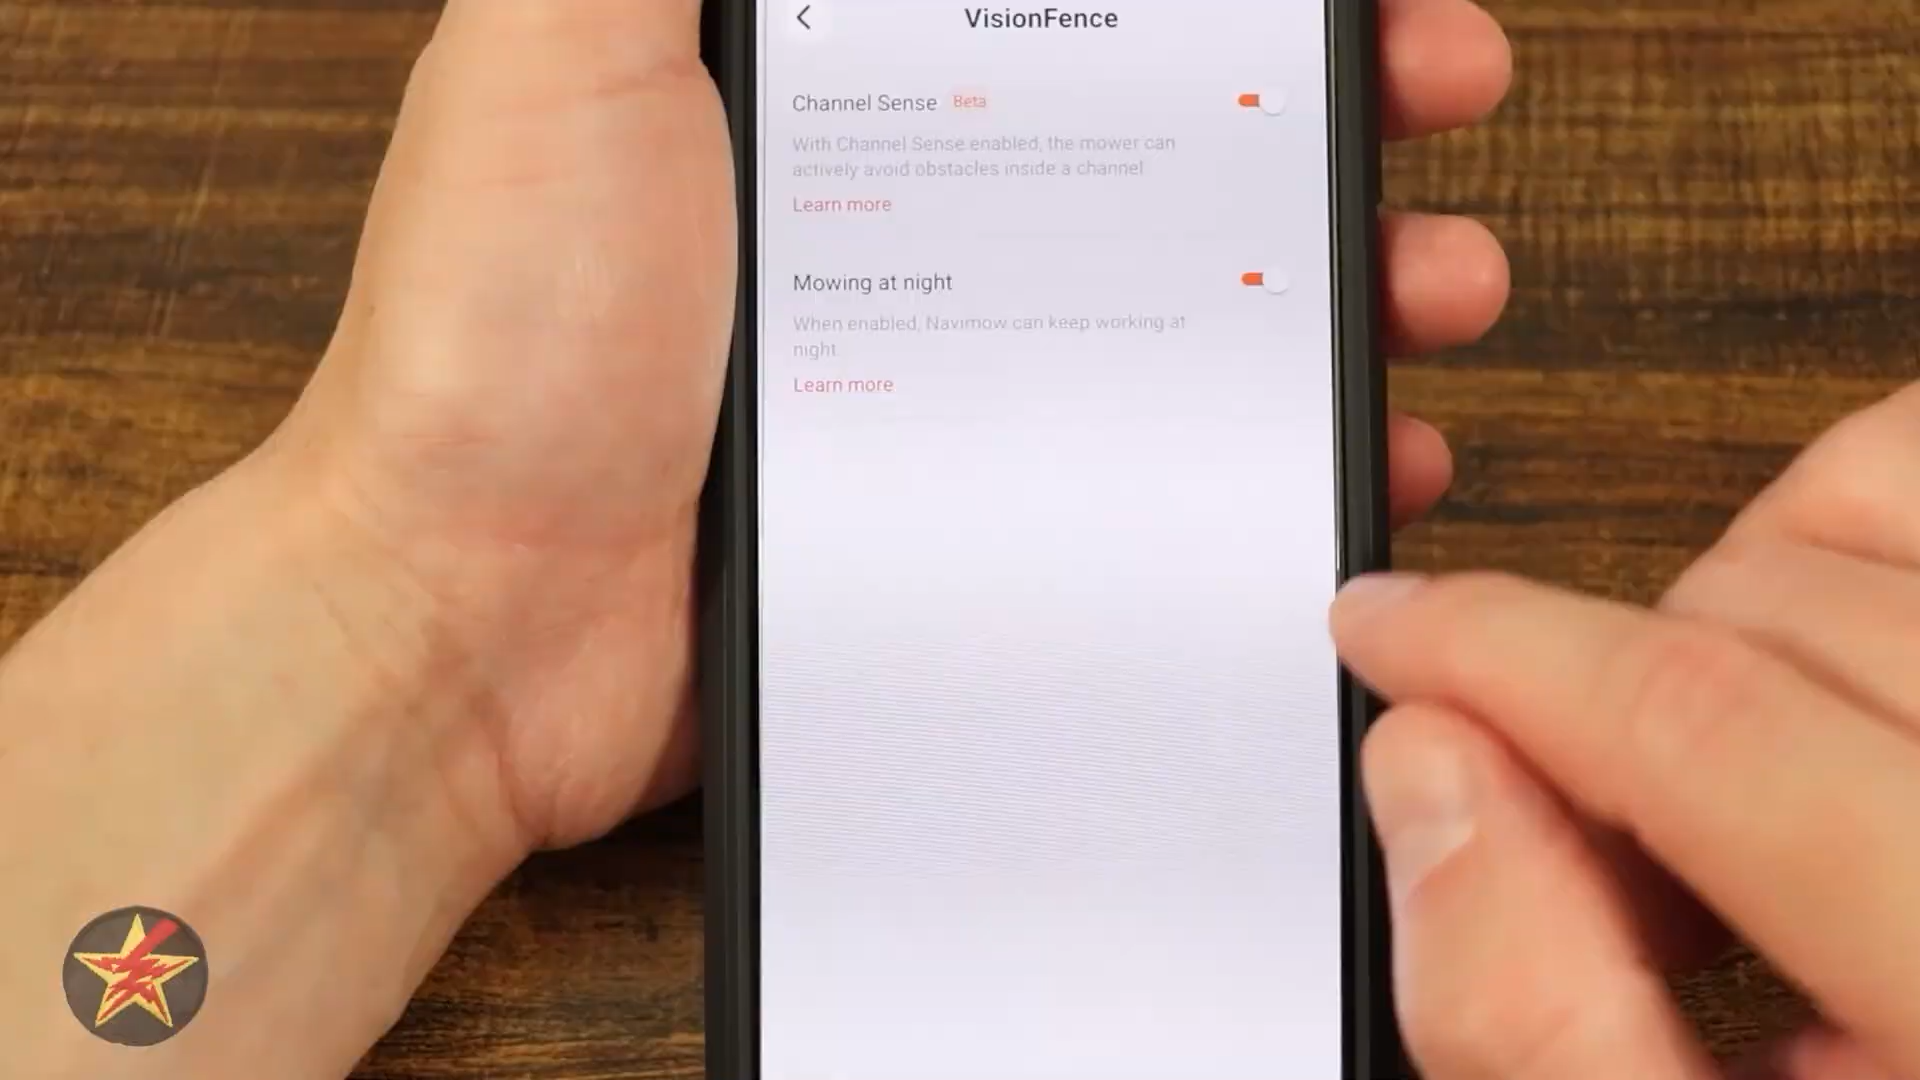 VisionFence
Channel Sense Beta
With Channel Sense enabled, the mower can
actively avoid obstacles inside a channel.
Learn more
Mowing at night
When enabled, Navimow can keep working at
night.
Learn more